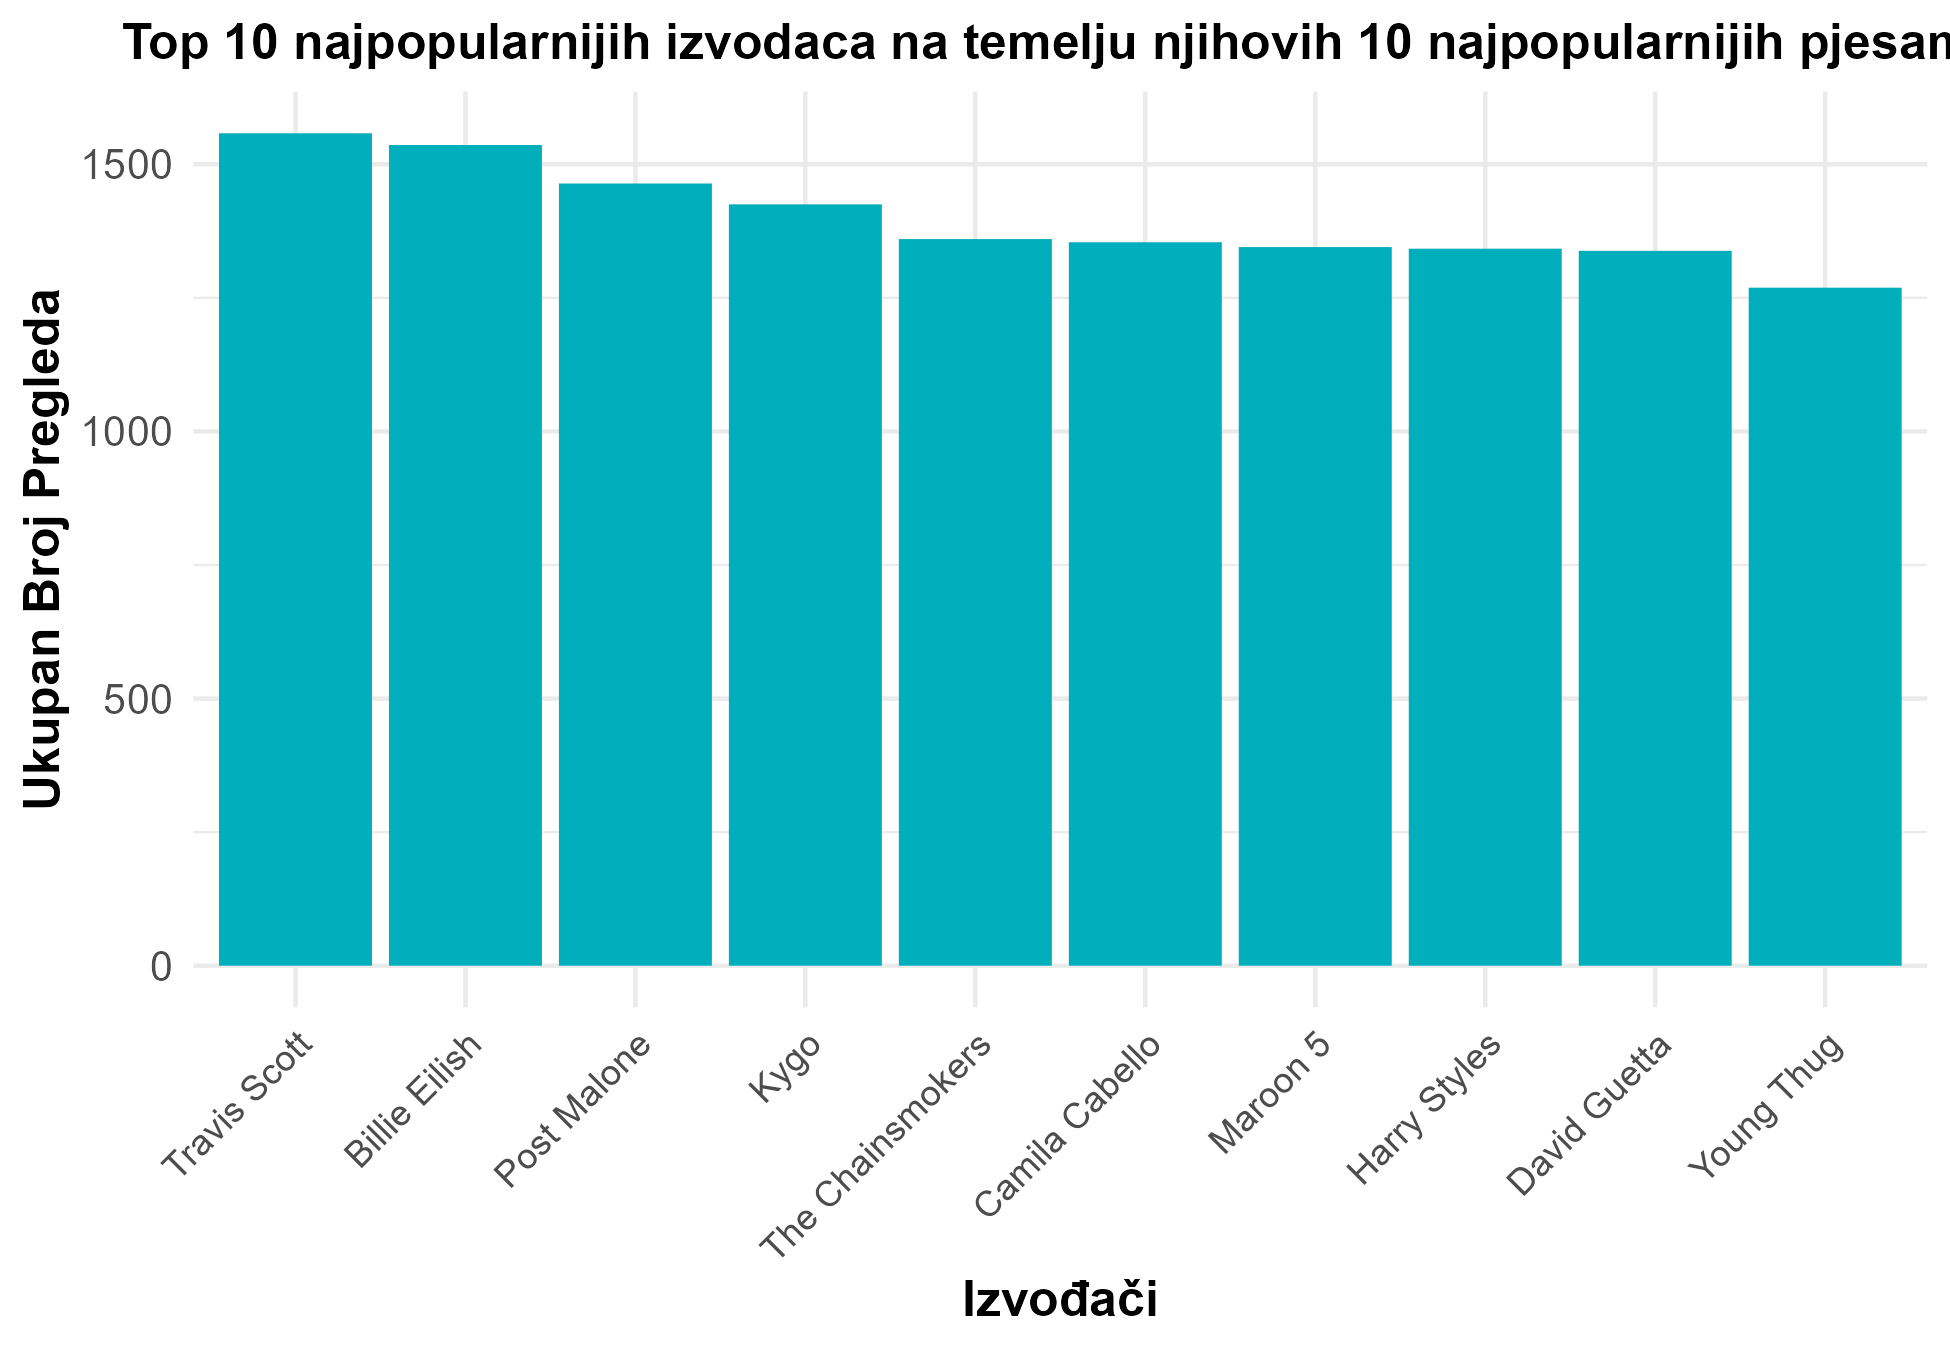 Top 10 najpopularnijih izvodaca na temelju njihovih 10 najpopularnijih pjesan
Ukupan Broj Pregleda
1500
1000
500
0
Travis Scott
Billie Eilish
Post Malone
Kygo
The Chainsmokers
Camila Cabello
Maroon 5
Harry Styles
David Guetta
Young Thug
Izvođači